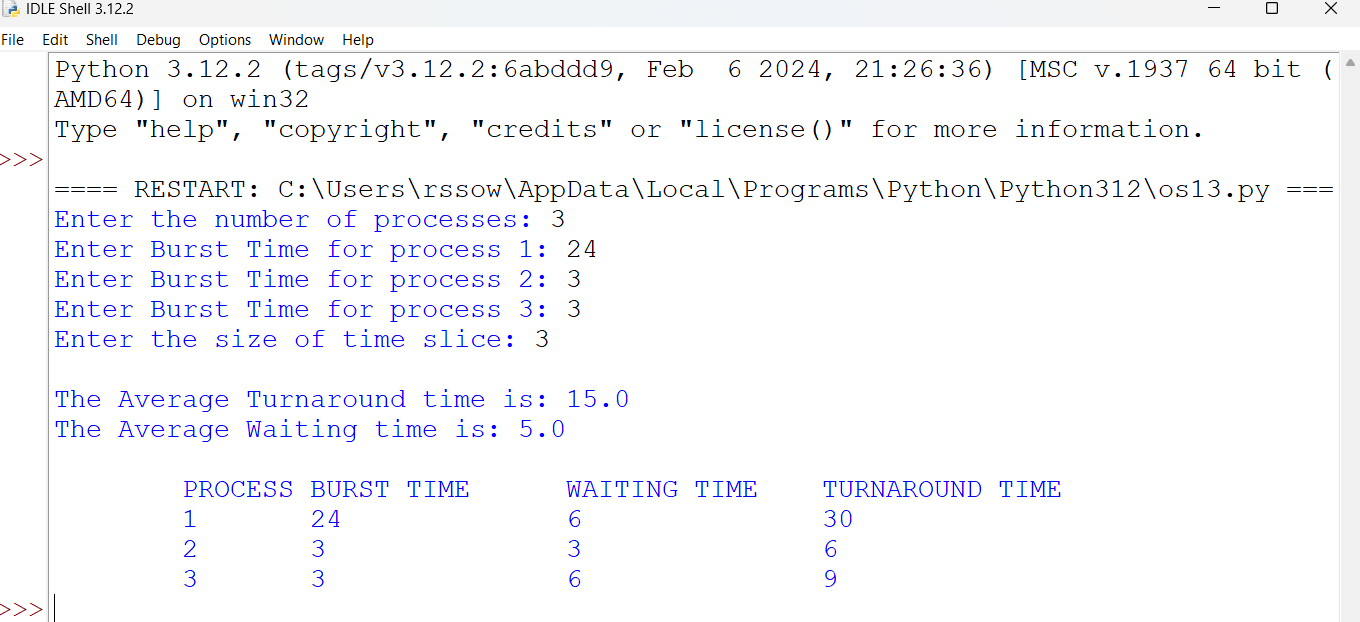 IDLE Shell 3.12.2
File Edit Shell Debug Options Window Help
Python 3.12.2 (tags/v3.12.2:6abddd9, Feb  6 2024, 21:26:36) [MSC v.1937 64 bit (
AMD64)] on win32
Type "help", "copyright", "credits" or "license()" for more information.
>>>
==== RESTART: C:\Users\rssow\AppData\Local\Programs\Python\Python312\os13.py ===
Enter the number of processes: 3
Enter Burst Time for process 1: 24
Enter Burst Time for process 2: 3
Enter Burst Time for process 3: 3
Enter the size of time slice: 3
The Average Turnaround time is: 15.0
The Average Waiting time is: 5.0
PROCESS BURST TIME WAITING TIME TURNAROUND TIME
1 24 6 30
2 3 3 6
3 3 6 9
>>>